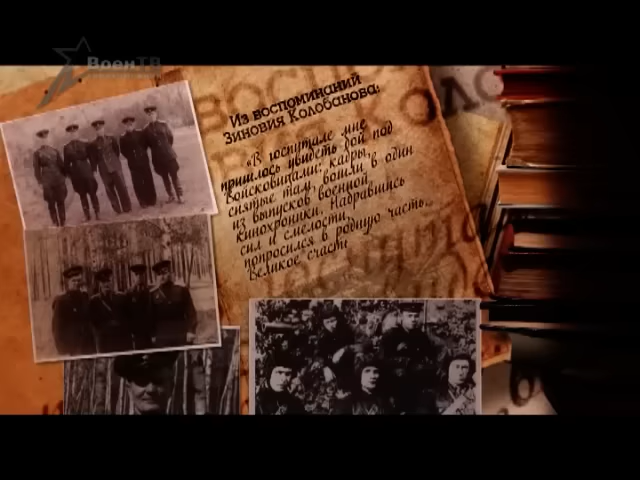 ВоенТВ
Из воспоминаний
Зиновия Колобанова:
«В госпитале мне
пришлось увидеть бой под
Войсковицами: кадры,
снятые там, вошли в один
из выпусков военной
кинохроники. Набравшись
сил и смелости,
попросился в родную часть...
Великое счасть